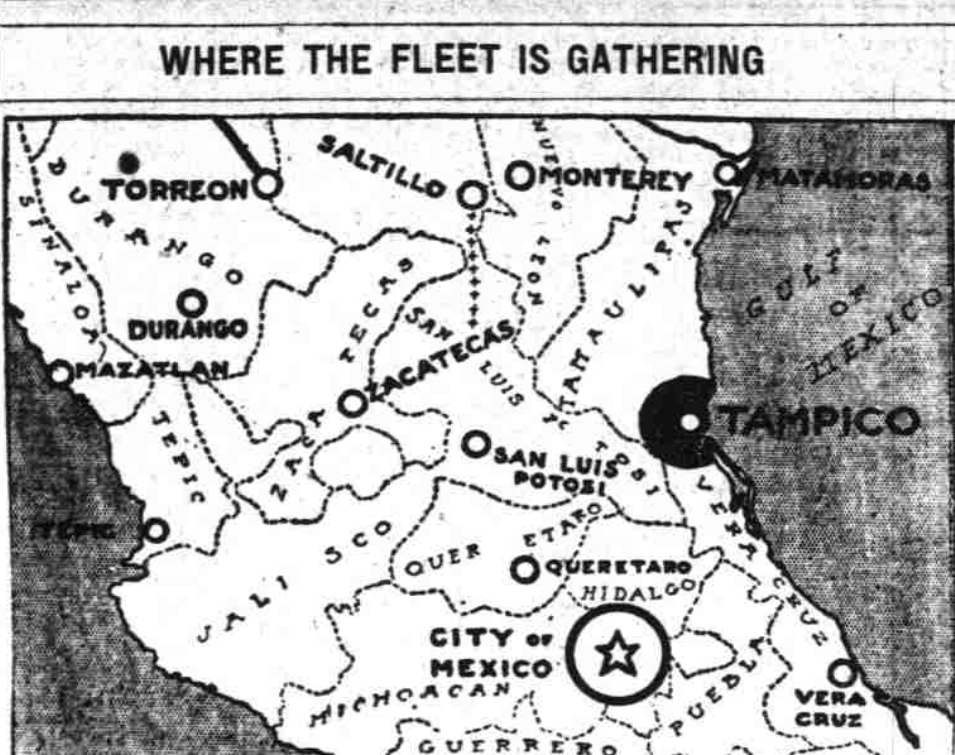 WHERE THE FLEET IS GATHERING
SALTILLO
MONTEREY
MATAMORAS
TORREON
DURANGO
SINALOA
NUEVO
LEON
TAMAULIPAS
GULF
OF
MEXICO
DURANGO
MAZATLAN
ZACATECAS
ZACATECAS
SAN
LUIS
TAMPICO
TEPIC
SAN LUIS
POTOSI
TEPIC
JALISCO
QUERETARO
QUERETARO
HIDALGO
VERA CRUZ
CITY OF
MEXICO
MICHOACAN
PUEBLA
VERA
CRUZ
GUERRERO